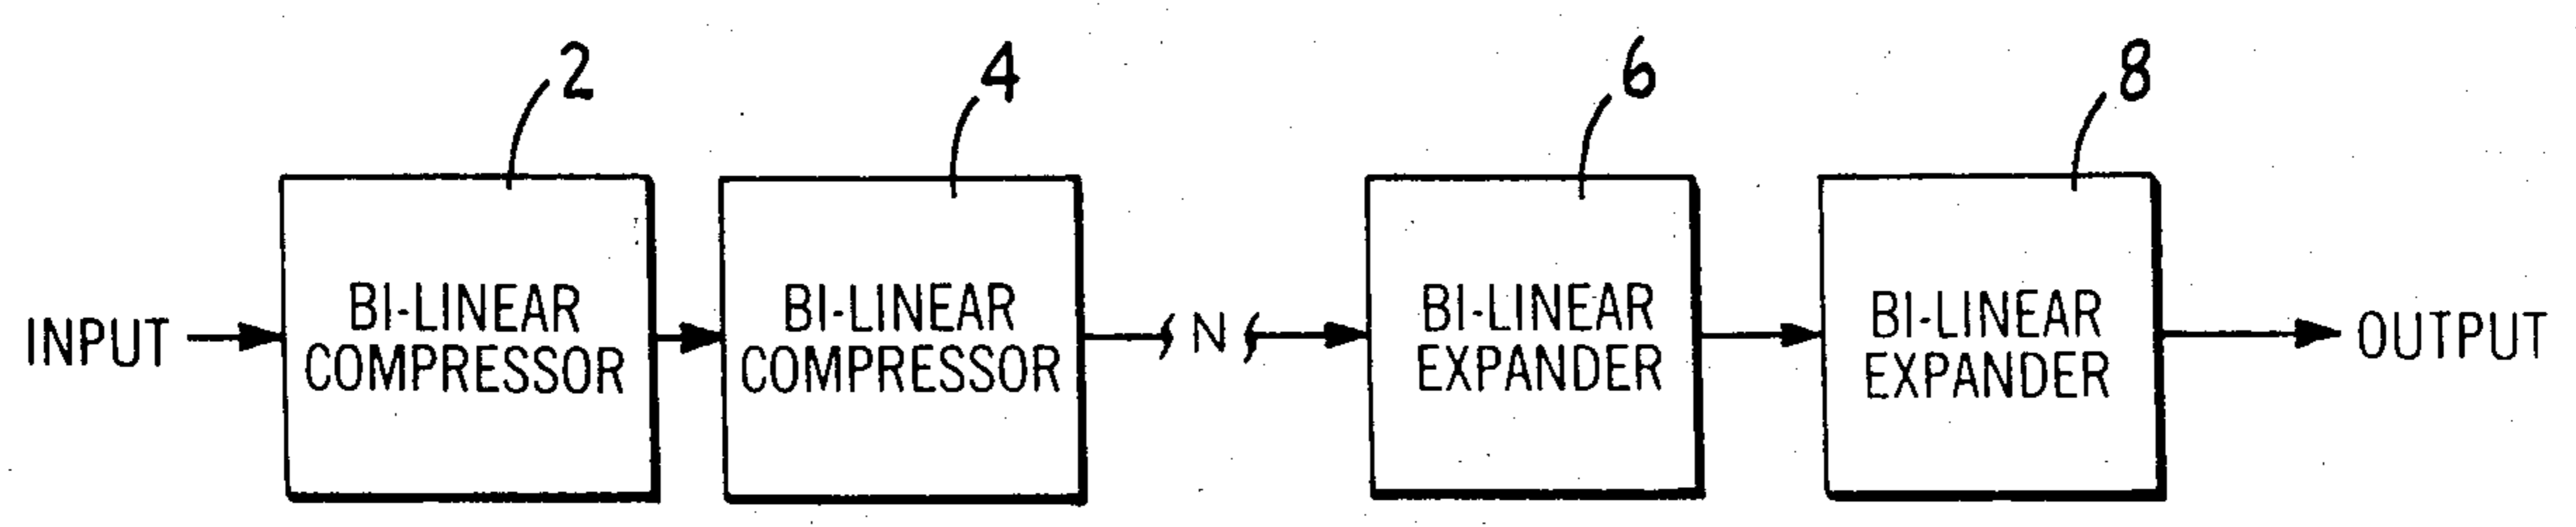 2
4
6
8
INPUT
BI-LINEAR
COMPRESSOR
BI-LINEAR
COMPRESSOR
N
BI-LINEAR
EXPANDER
BI-LINEAR
EXPANDER
OUTPUT